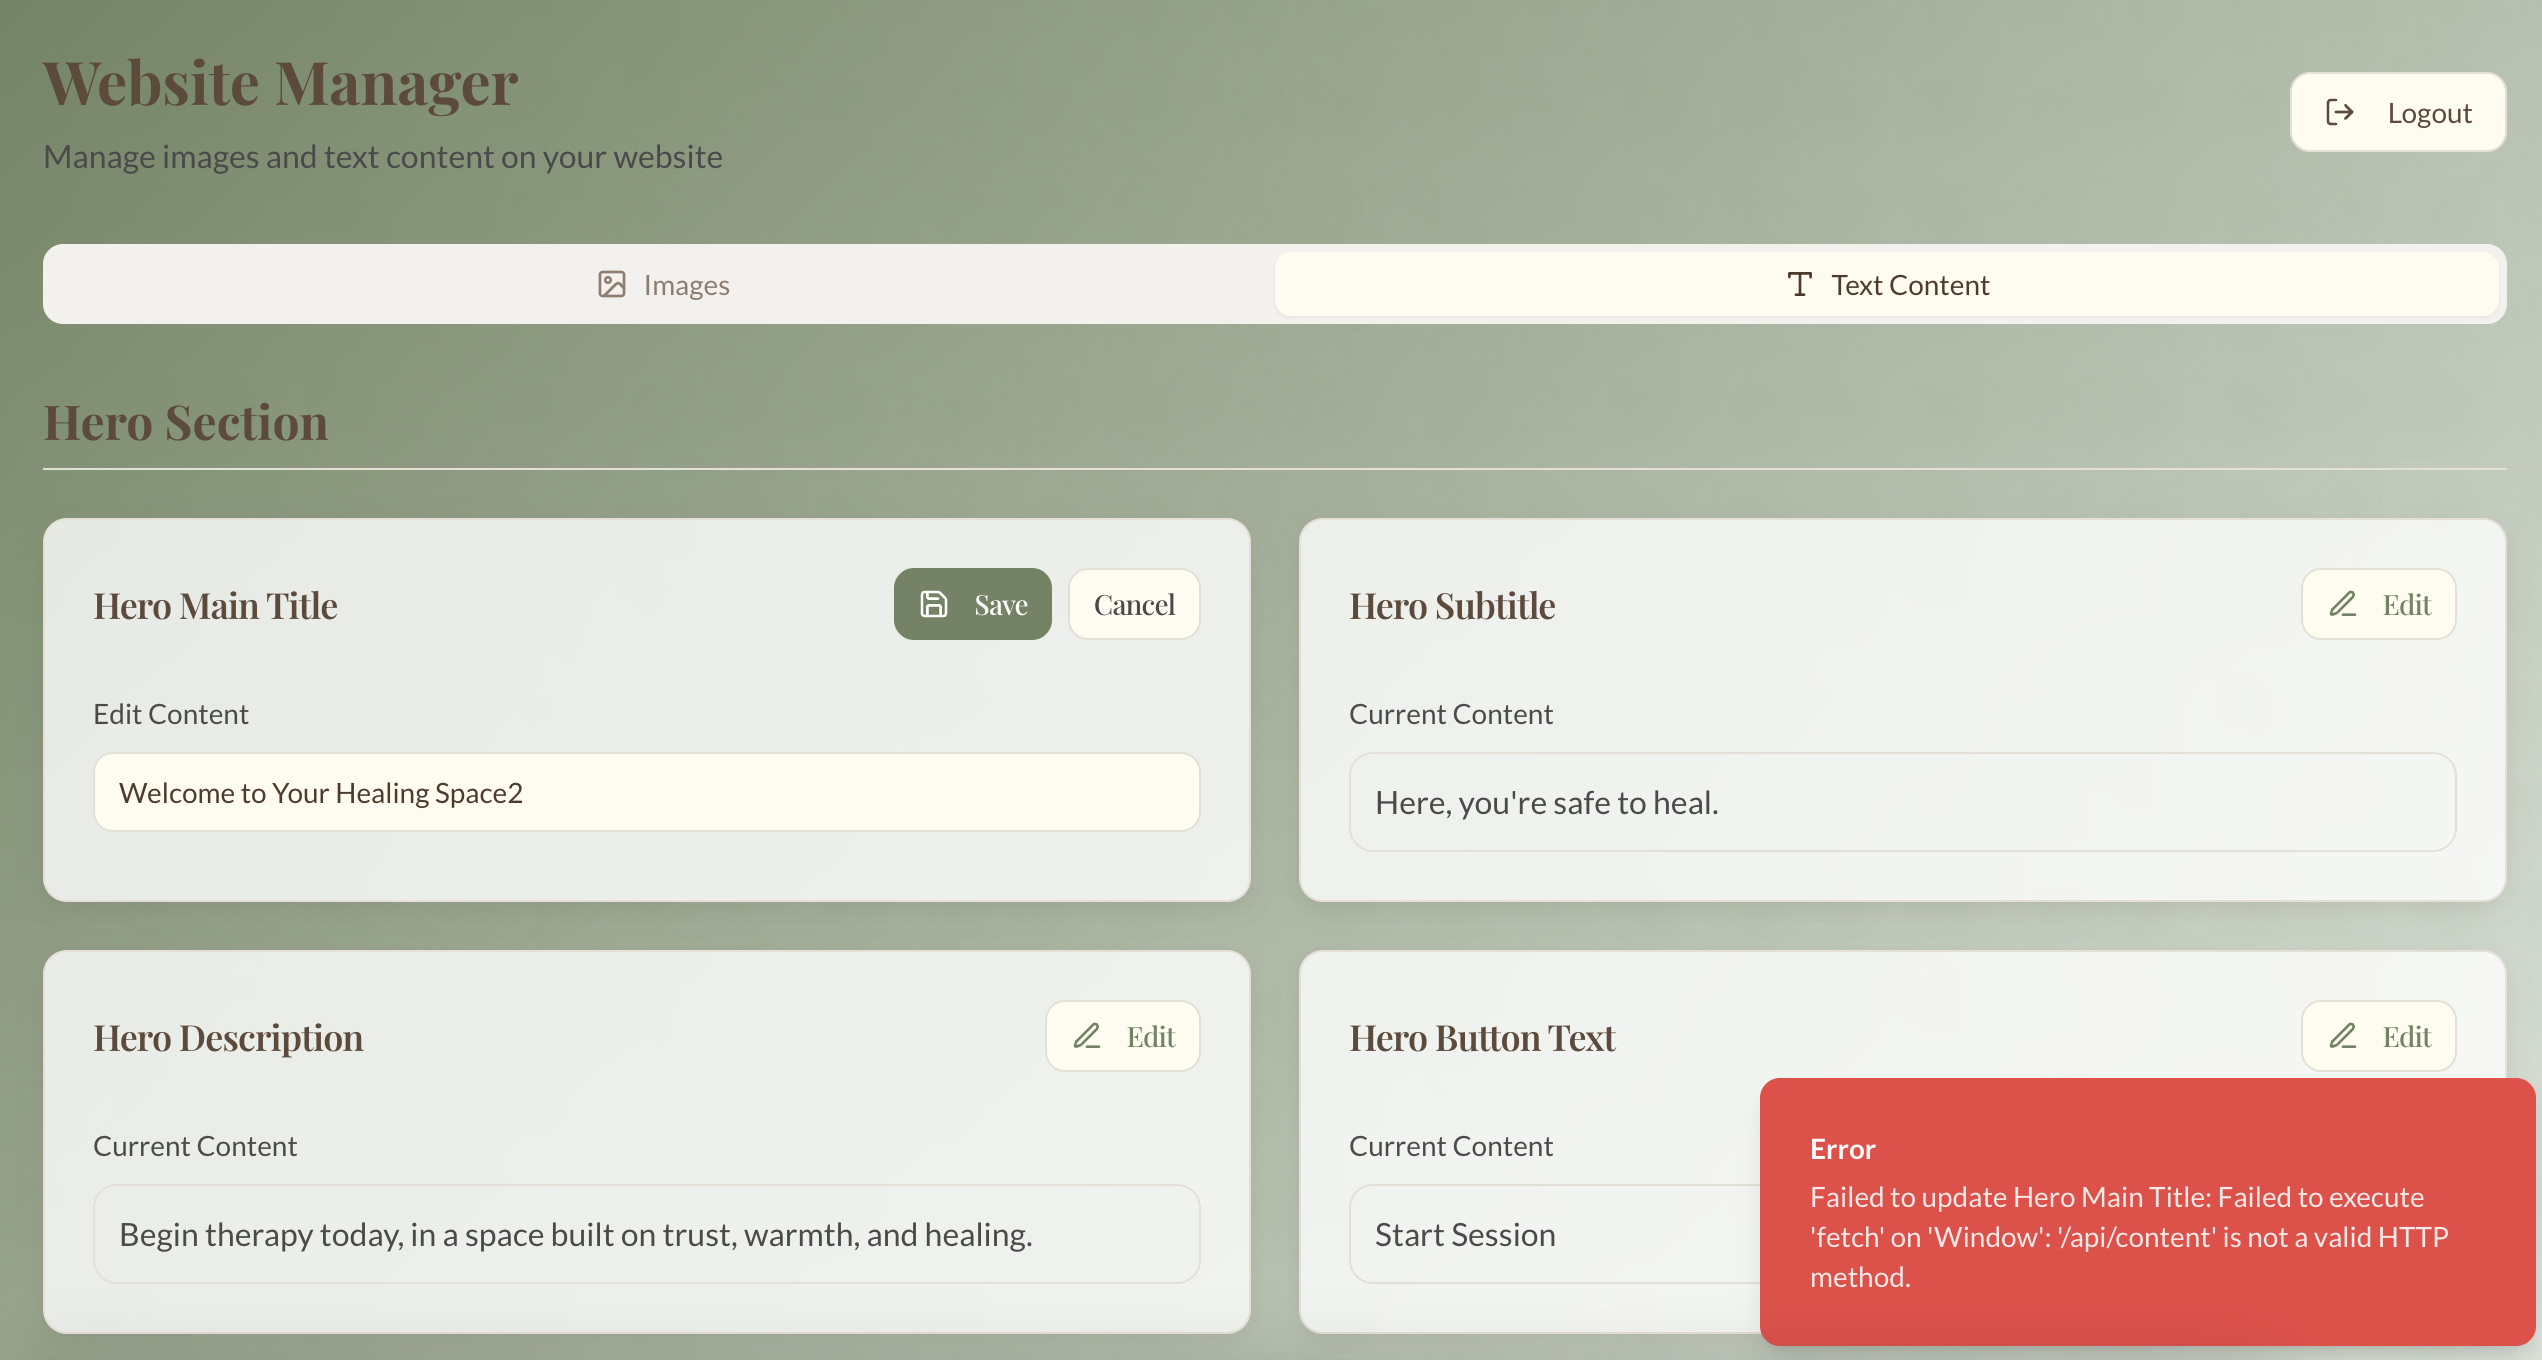 Website Manager
Manage images and text content on your website
Logout
Images
Text Content
Hero Section
Hero Main Title
Save
Cancel
Edit Content
Welcome to Your Healing Space2
Hero Subtitle
Edit
Current Content
Here, you're safe to heal.
Hero Description
Edit
Current Content
Begin therapy today, in a space built on trust, warmth, and healing.
Hero Button Text
Edit
Current Content
Start Session
Error
Failed to update Hero Main Title: Failed to execute
'fetch' on 'Window': '/api/content' is not a valid HTTP
method.